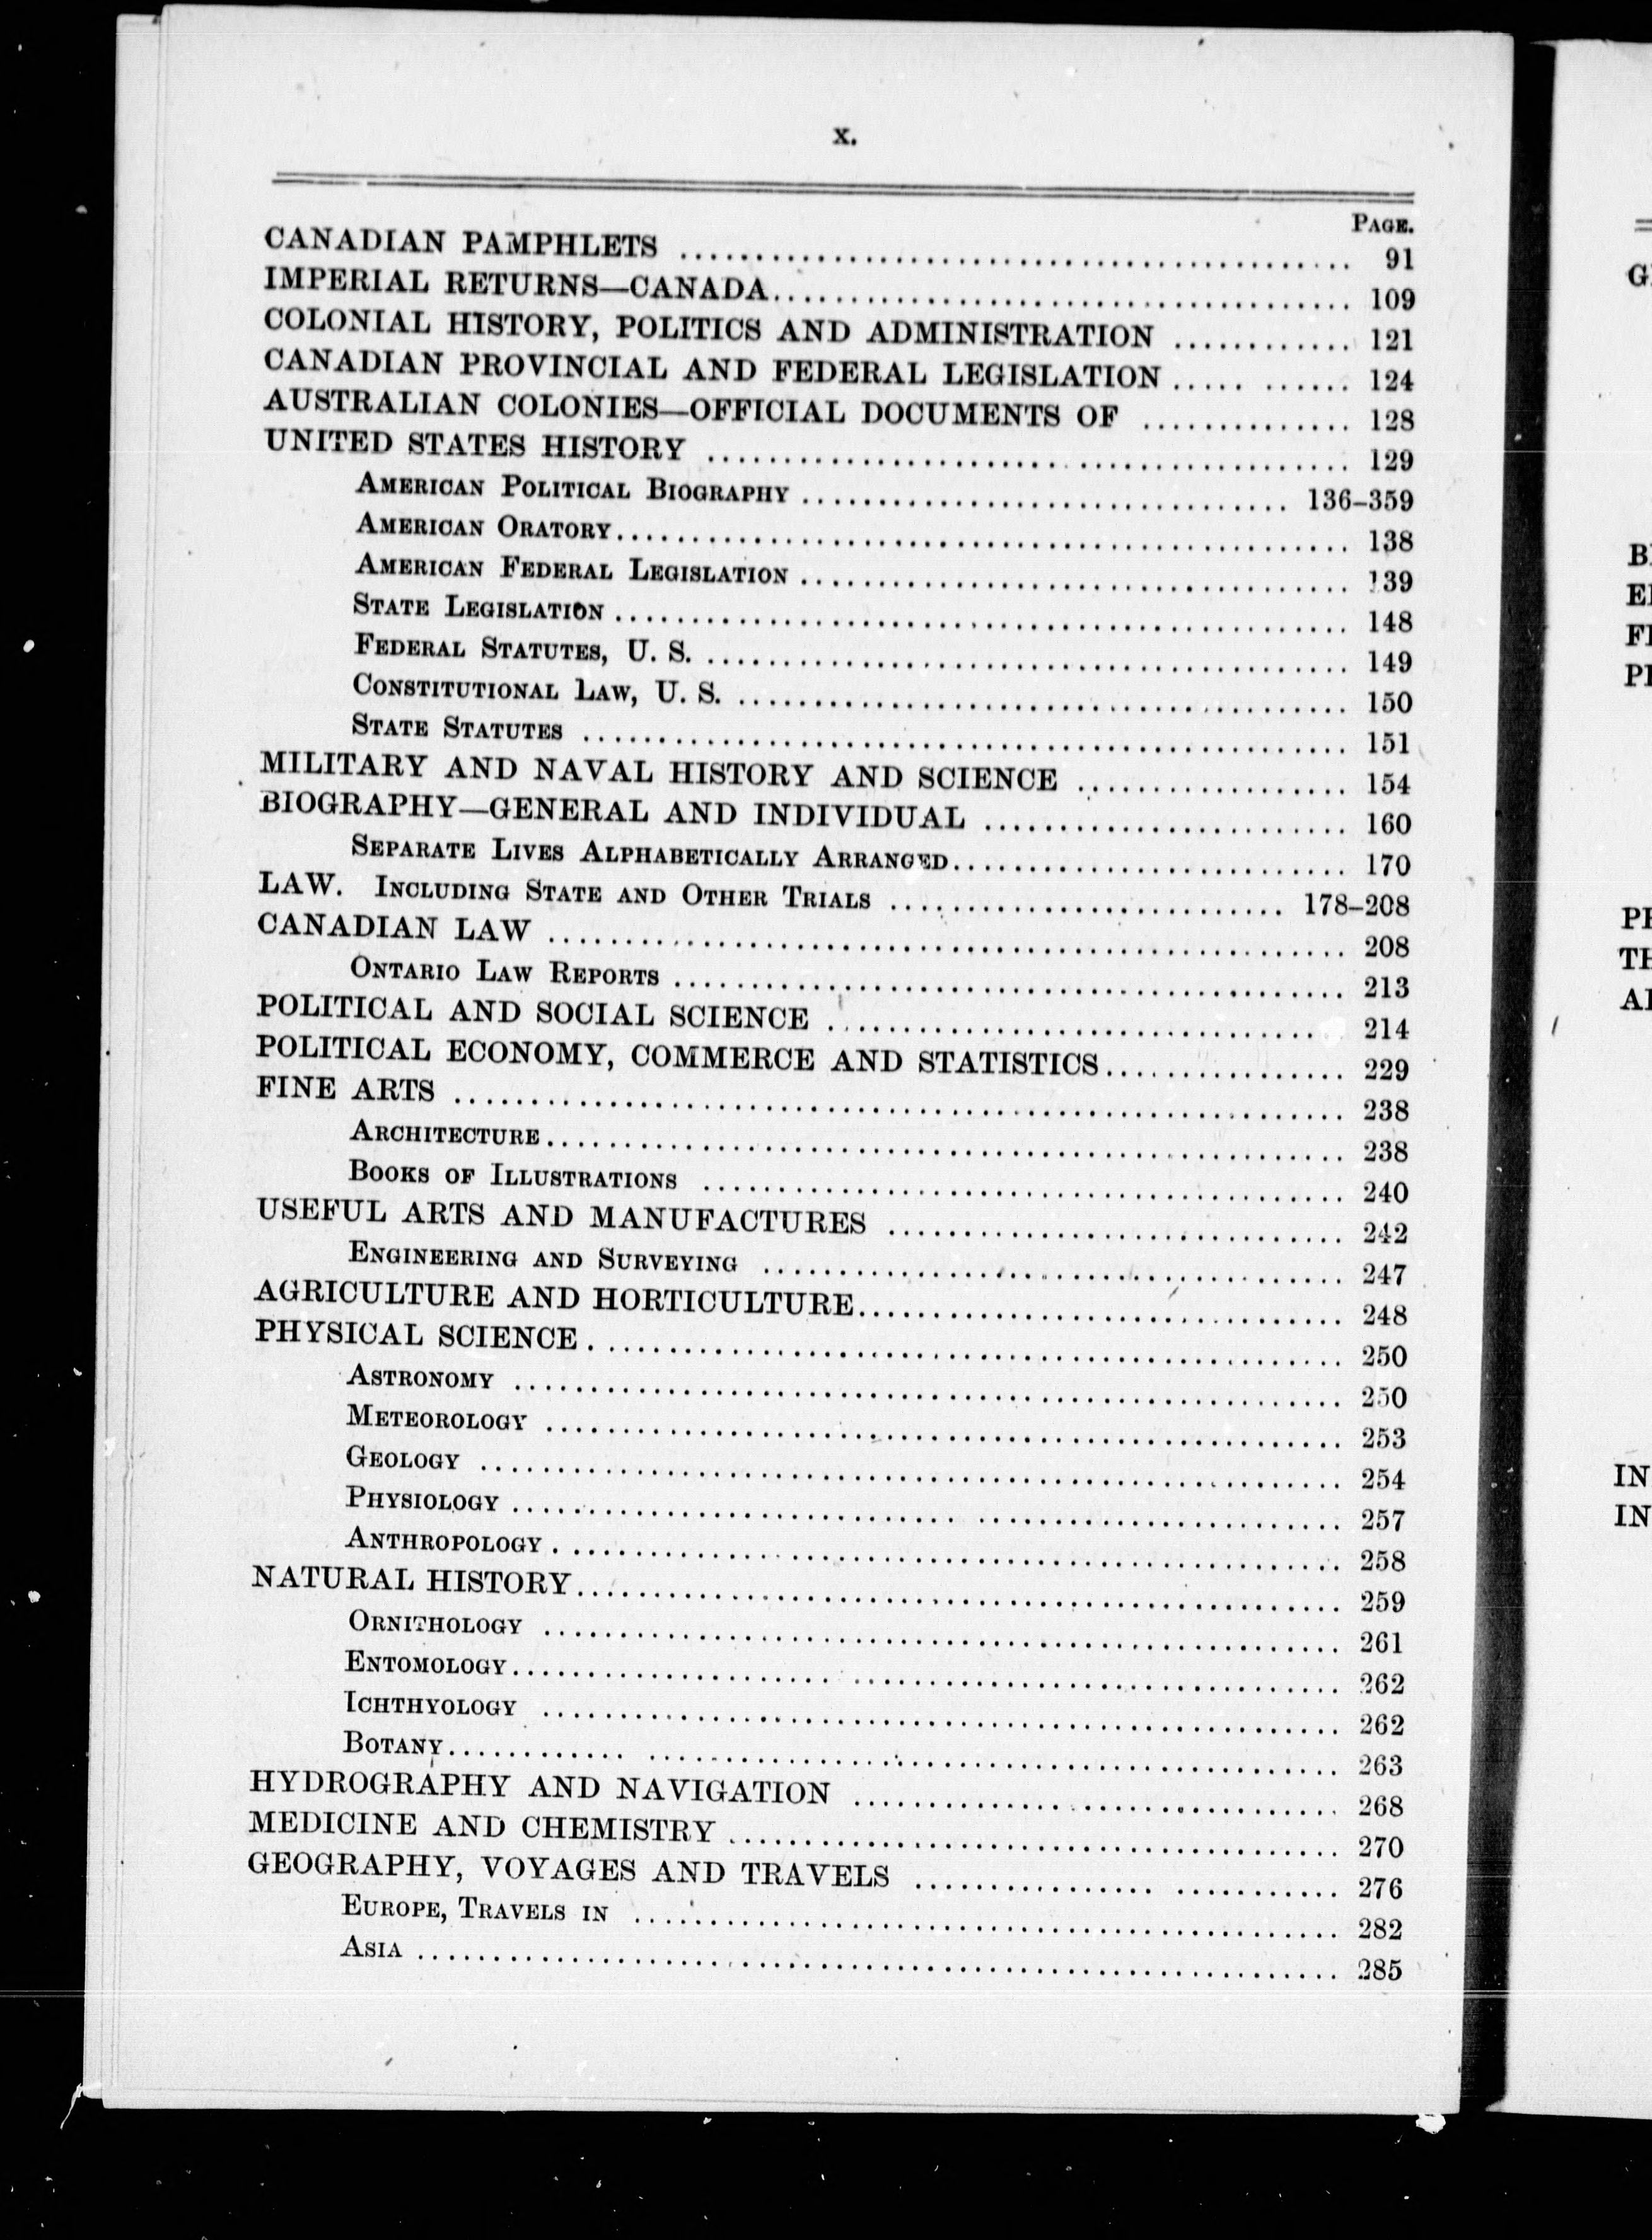 x.
PAGE.
CANADIAN PAMPHLETS ........ 91
IMPERIAL RETURNS—CANADA........ 109
COLONIAL HISTORY, POLITICS AND ADMINISTRATION ........ 121
CANADIAN PROVINCIAL AND FEDERAL LEGISLATION ........ 124
AUSTRALIAN COLONIES—OFFICIAL DOCUMENTS OF ........ 128
UNITED STATES HISTORY ........ 129
AMERICAN POLITICAL BIOGRAPHY ........ 136–359
AMERICAN ORATORY........ 138
AMERICAN FEDERAL LEGISLATION ........ 139
STATE LEGISLATION ........ 148
FEDERAL STATUTES, U. S. ........ 149
CONSTITUTIONAL LAW, U. S. ........ 150
STATE STATUTES ........ 151
MILITARY AND NAVAL HISTORY AND SCIENCE ........ 154
BIOGRAPHY—GENERAL AND INDIVIDUAL ........ 160
SEPARATE LIVES ALPHABETICALLY ARRANGED........ 170
LAW. INCLUDING STATE AND OTHER TRIALS ........ 178–208
CANADIAN LAW ........ 208
ONTARIO LAW REPORTS ........ 213
POLITICAL AND SOCIAL SCIENCE ........ 214
POLITICAL ECONOMY, COMMERCE AND STATISTICS........ 229
FINE ARTS ........ 238
ARCHITECTURE........ 238
BOOKS OF ILLUSTRATIONS ........ 240
USEFUL ARTS AND MANUFACTURES ........ 242
ENGINEERING AND SURVEYING ........ 247
AGRICULTURE AND HORTICULTURE........ 248
PHYSICAL SCIENCE........ 250
ASTRONOMY ........ 250
METEOROLOGY ........ 253
GEOLOGY ........ 254
PHYSIOLOGY ........ 257
ANTHROPOLOGY ........ 258
NATURAL HISTORY........ 259
ORNITHOLOGY ........ 261
ENTOMOLOGY........ 262
ICHTHYOLOGY ........ 262
BOTANY........ 263
HYDROGRAPHY AND NAVIGATION ........ 268
MEDICINE AND CHEMISTRY ........ 270
GEOGRAPHY, VOYAGES AND TRAVELS ........ 276
EUROPE, TRAVELS IN ........ 282
ASIA ........ 285